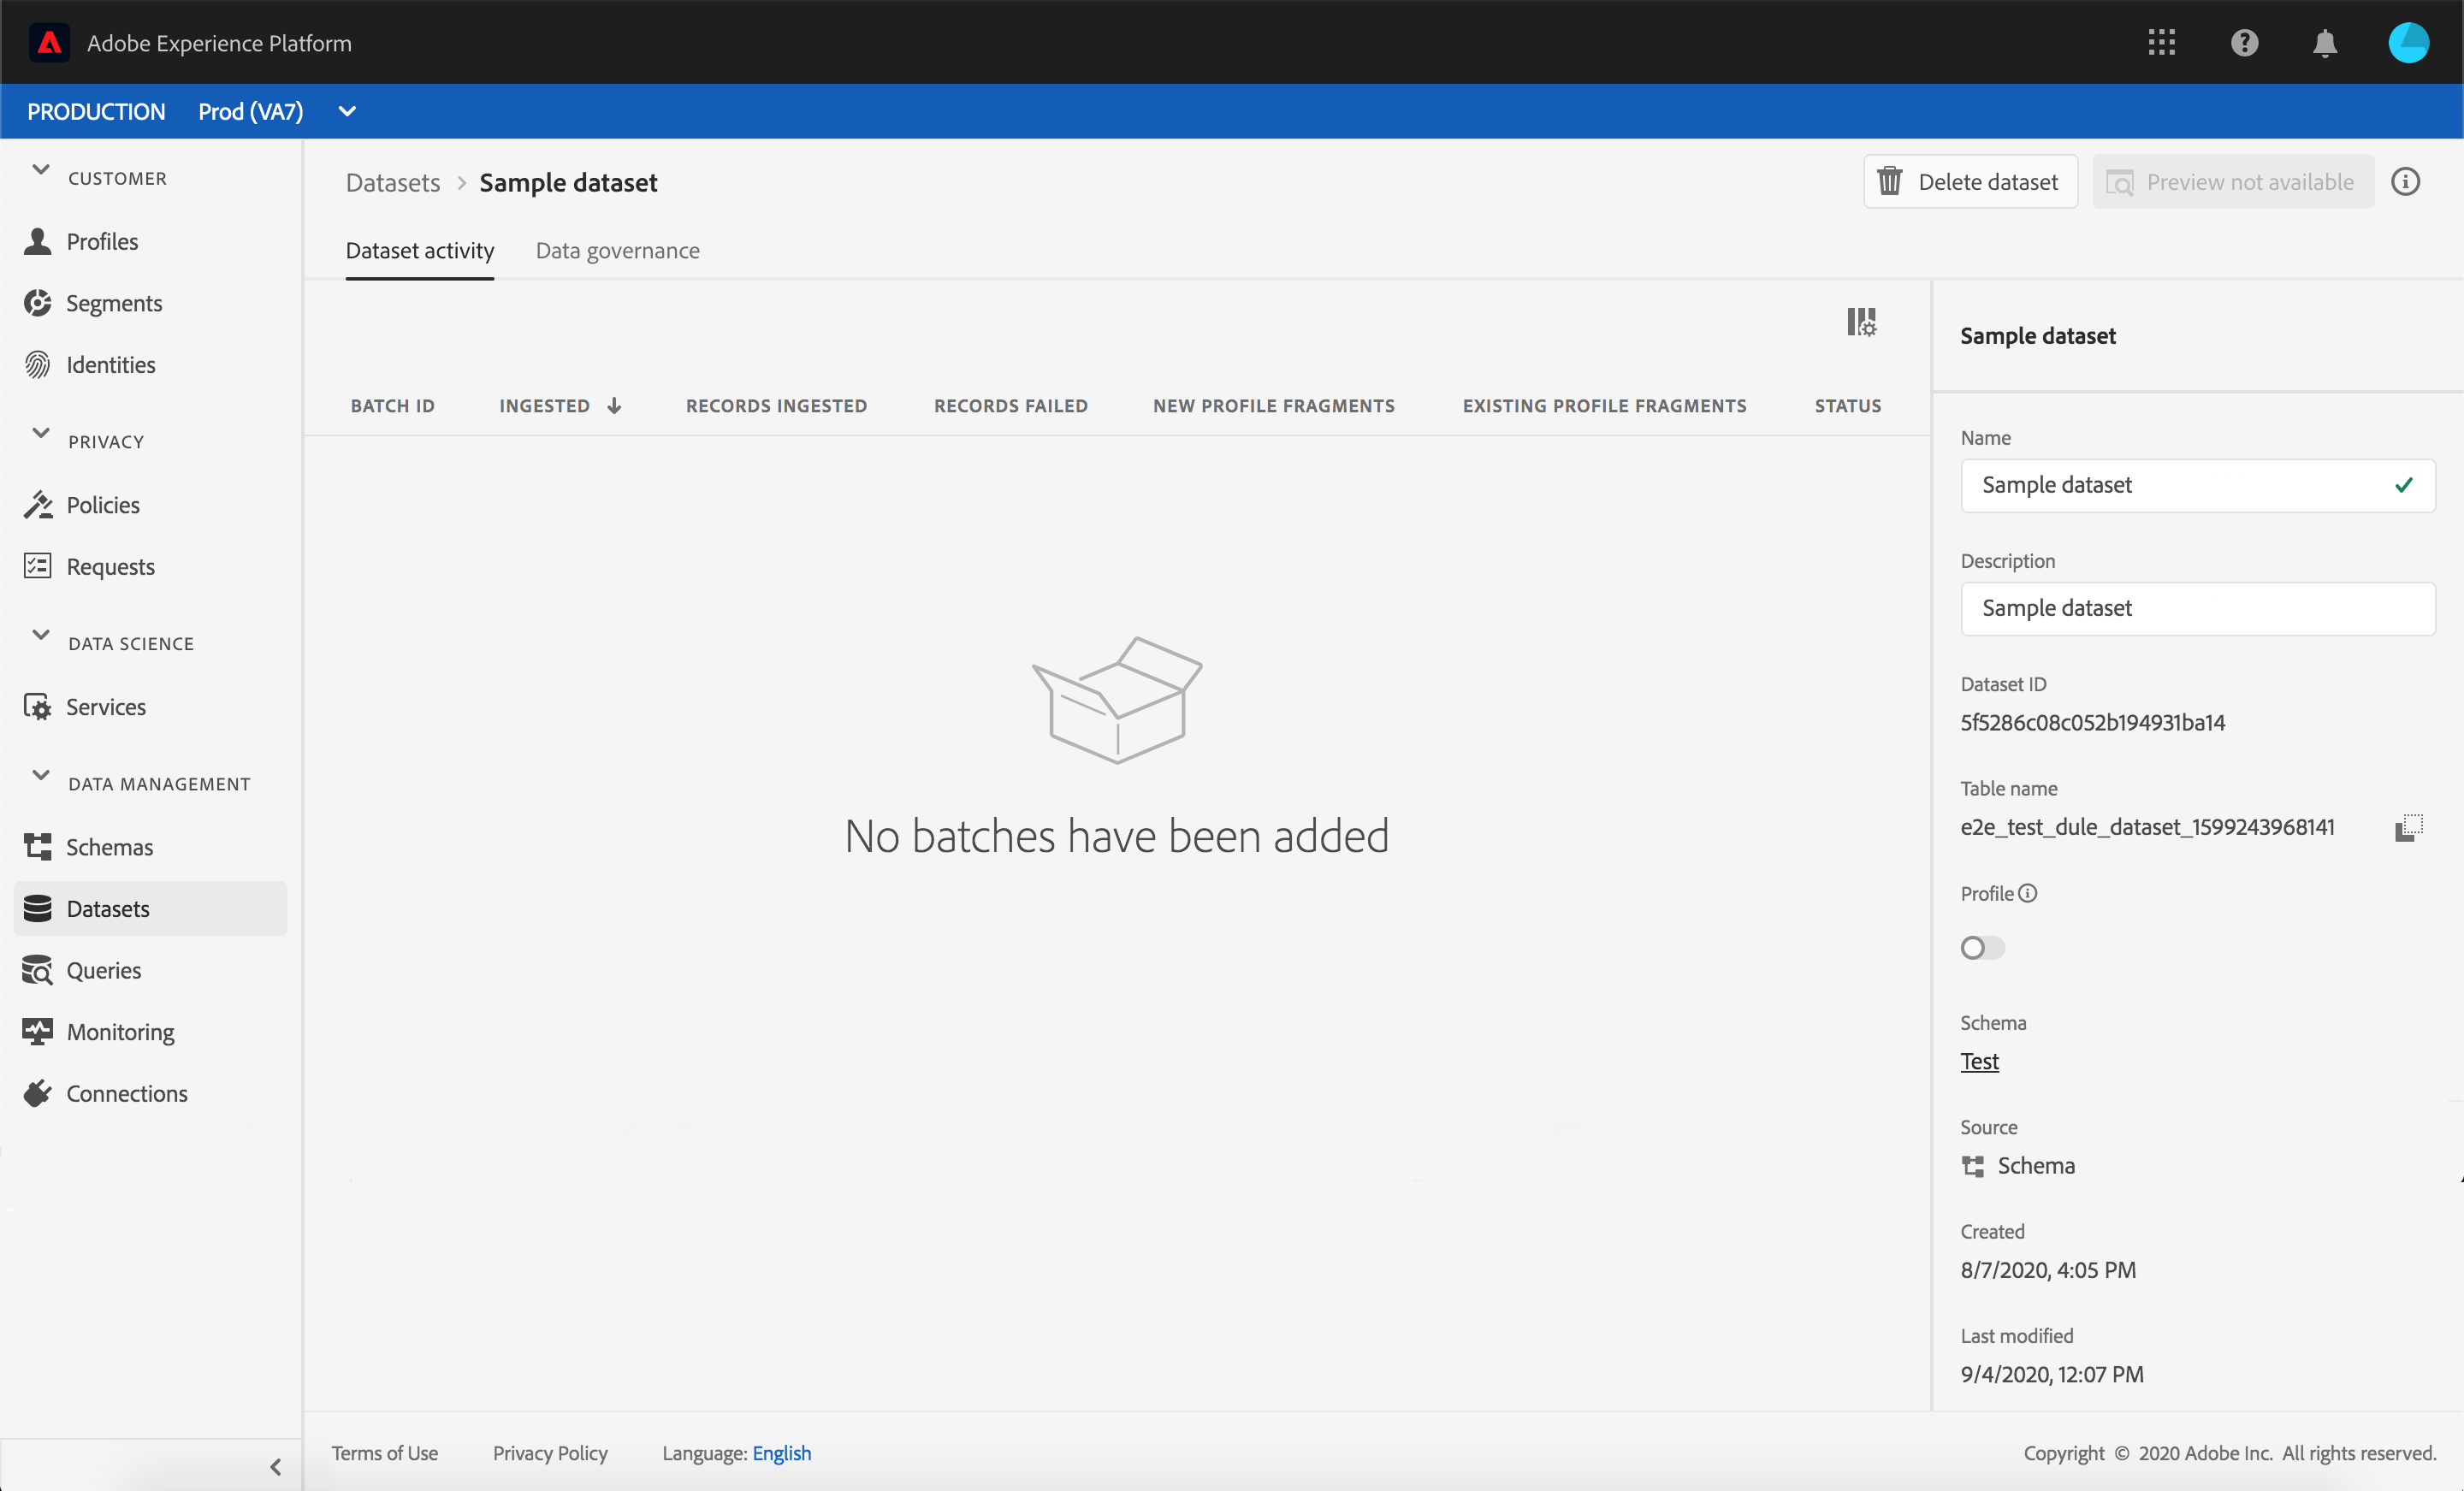 Adobe Experience Platform
PRODUCTION Prod (VA7)
CUSTOMER
Profiles
Segments
Identities
PRIVACY
Policies
Requests
DATA SCIENCE
Services
DATA MANAGEMENT
Schemas
Datasets
Queries
Monitoring
Connections
Datasets > Sample dataset
Delete dataset
Preview not available
Dataset activity Data governance
BATCH ID INGESTED RECORDS INGESTED RECORDS FAILED NEW PROFILE FRAGMENTS EXISTING PROFILE FRAGMENTS STATUS
No batches have been added
Sample dataset
Name
Sample dataset
Description
Sample dataset
Dataset ID
5f5286c08c052b194931ba14
Table name
e2e_test_dule_dataset_1599243968141
Profile
Schema
Test
Source
Schema
Created
8/7/2020, 4:05 PM
Last modified
9/4/2020, 12:07 PM
Terms of Use Privacy Policy Language: English
Copyright © 2020 Adobe Inc. All rights reserved.